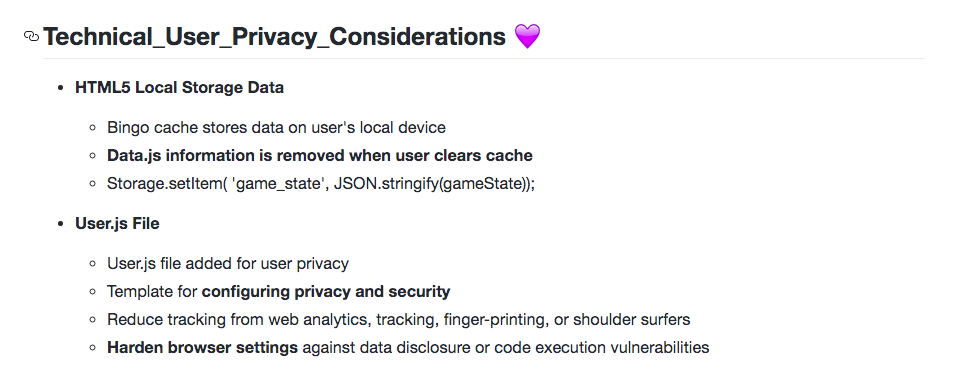 Technical_User_Privacy_Considerations 💜
HTML5 Local Storage Data
Bingo cache stores data on user's local device
Data.js information is removed when user clears cache
Storage.setItem( 'game_state', JSON.stringify(gameState));
User.js File
User.js file added for user privacy
Template for configuring privacy and security
Reduce tracking from web analytics, tracking, finger-printing, or shoulder surfers
Harden browser settings against data disclosure or code execution vulnerabilities